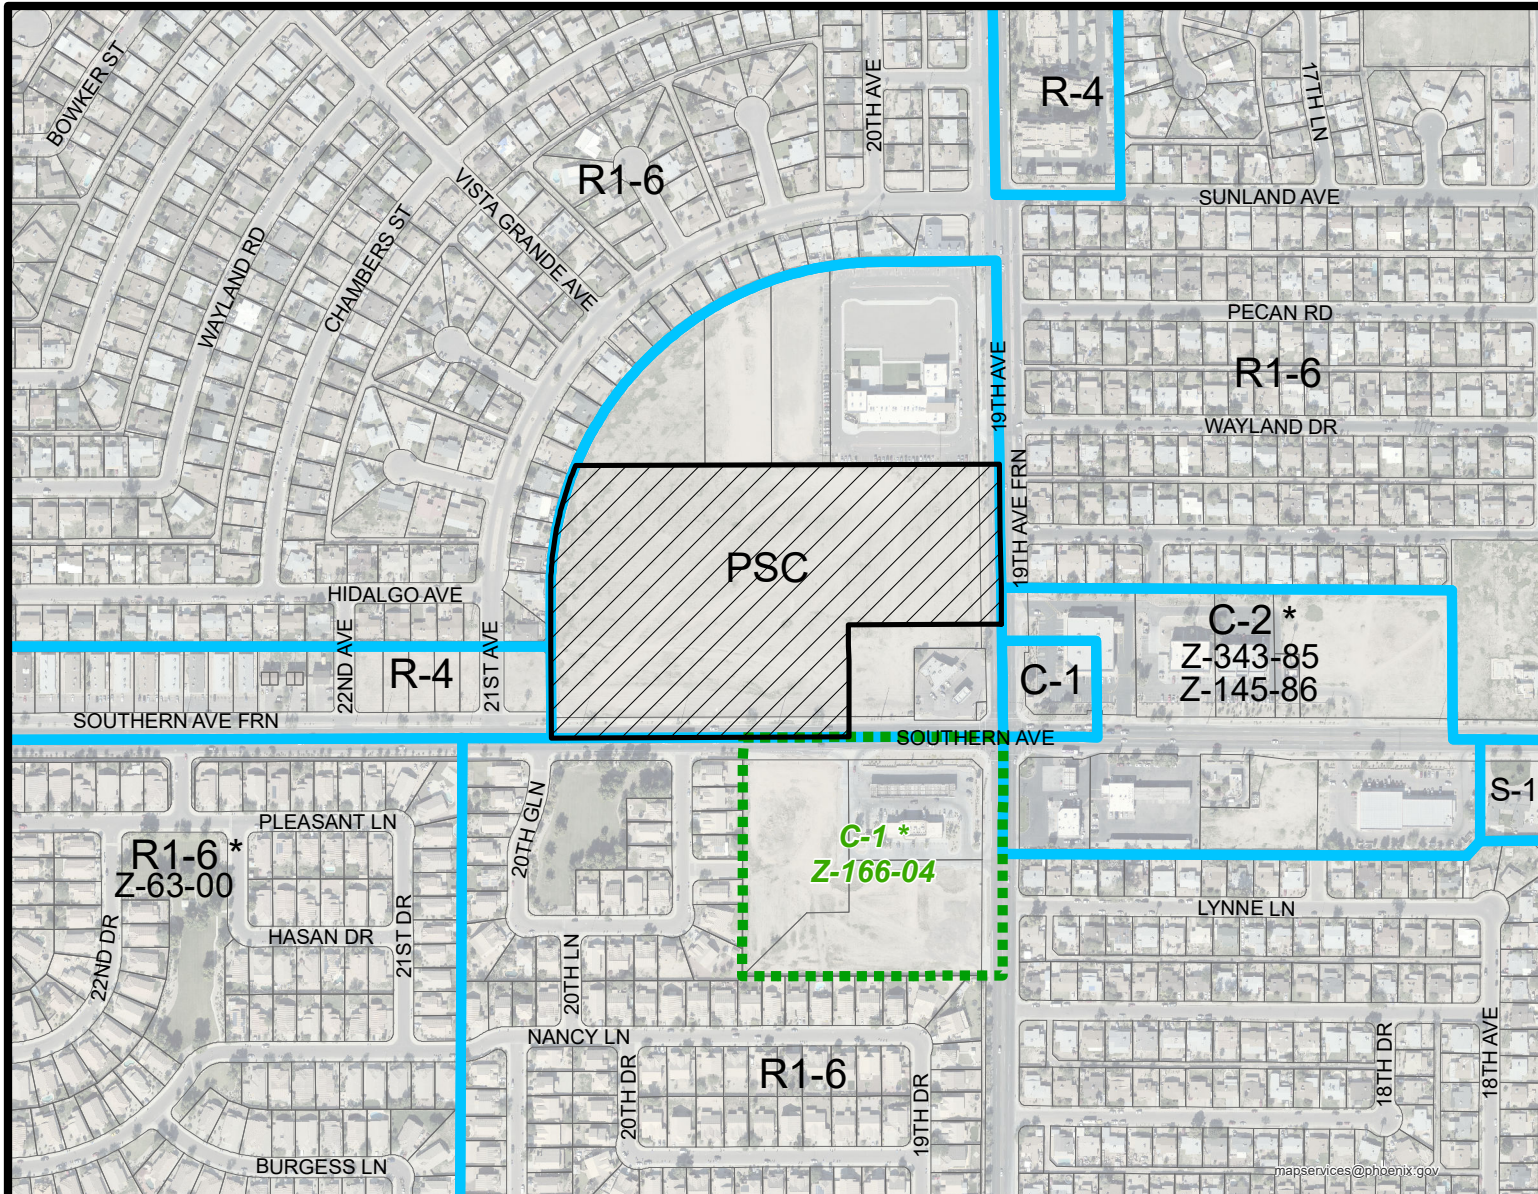 BOWKER ST
R-4
17TH LN
20TH AVE
R1-6
SUNLAND AVE
VISTA GRANDE AVE
WAYLAND RD
CHAMBERS ST
PECAN RD
R1-6
19TH AVE
WAYLAND DR
19TH AVE FRN
PSC
HIDALGO AVE
C-2 *
Z-343-85
Z-145-86
22ND AVE
R-4
21ST AVE
C-1
SOUTHERN AVE FRN
SOUTHERN AVE
S-1
PLEASANT LN
20TH GLN
C-1 *
Z-166-04
R1-6 *
Z-63-00
LYNNE LN
HASAN DR
22ND DR
21ST DR
20TH LN
NANCY LN
20TH DR
R1-6
19TH DR
18TH DR
18TH AVE
BURGESS LN
mapservices@phoenix.gov